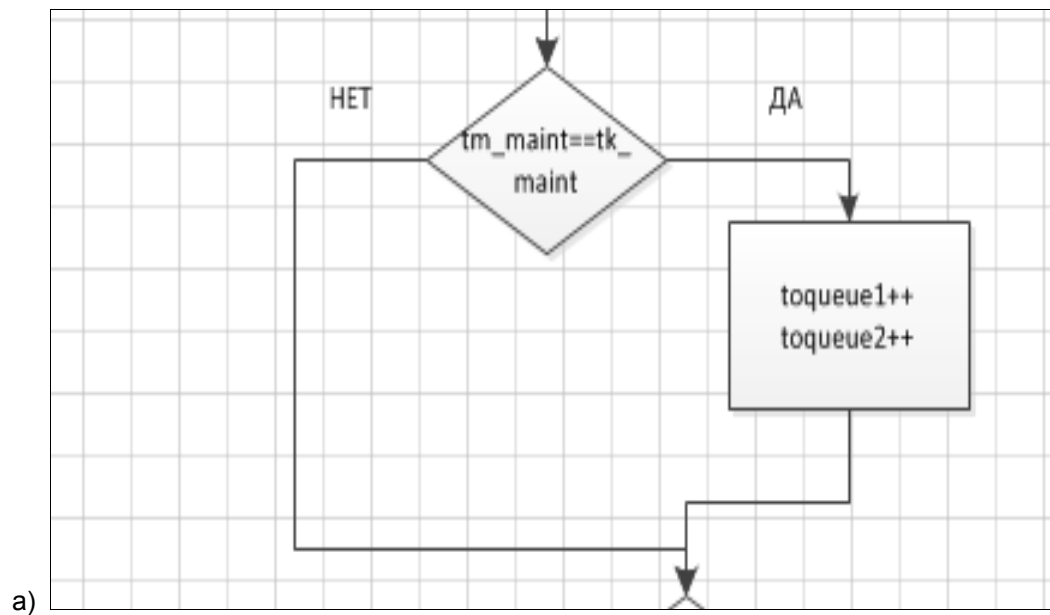 НЕТ
ДА
tm_maint==tk_
maint
toqueue1++
toqueue2++
a)